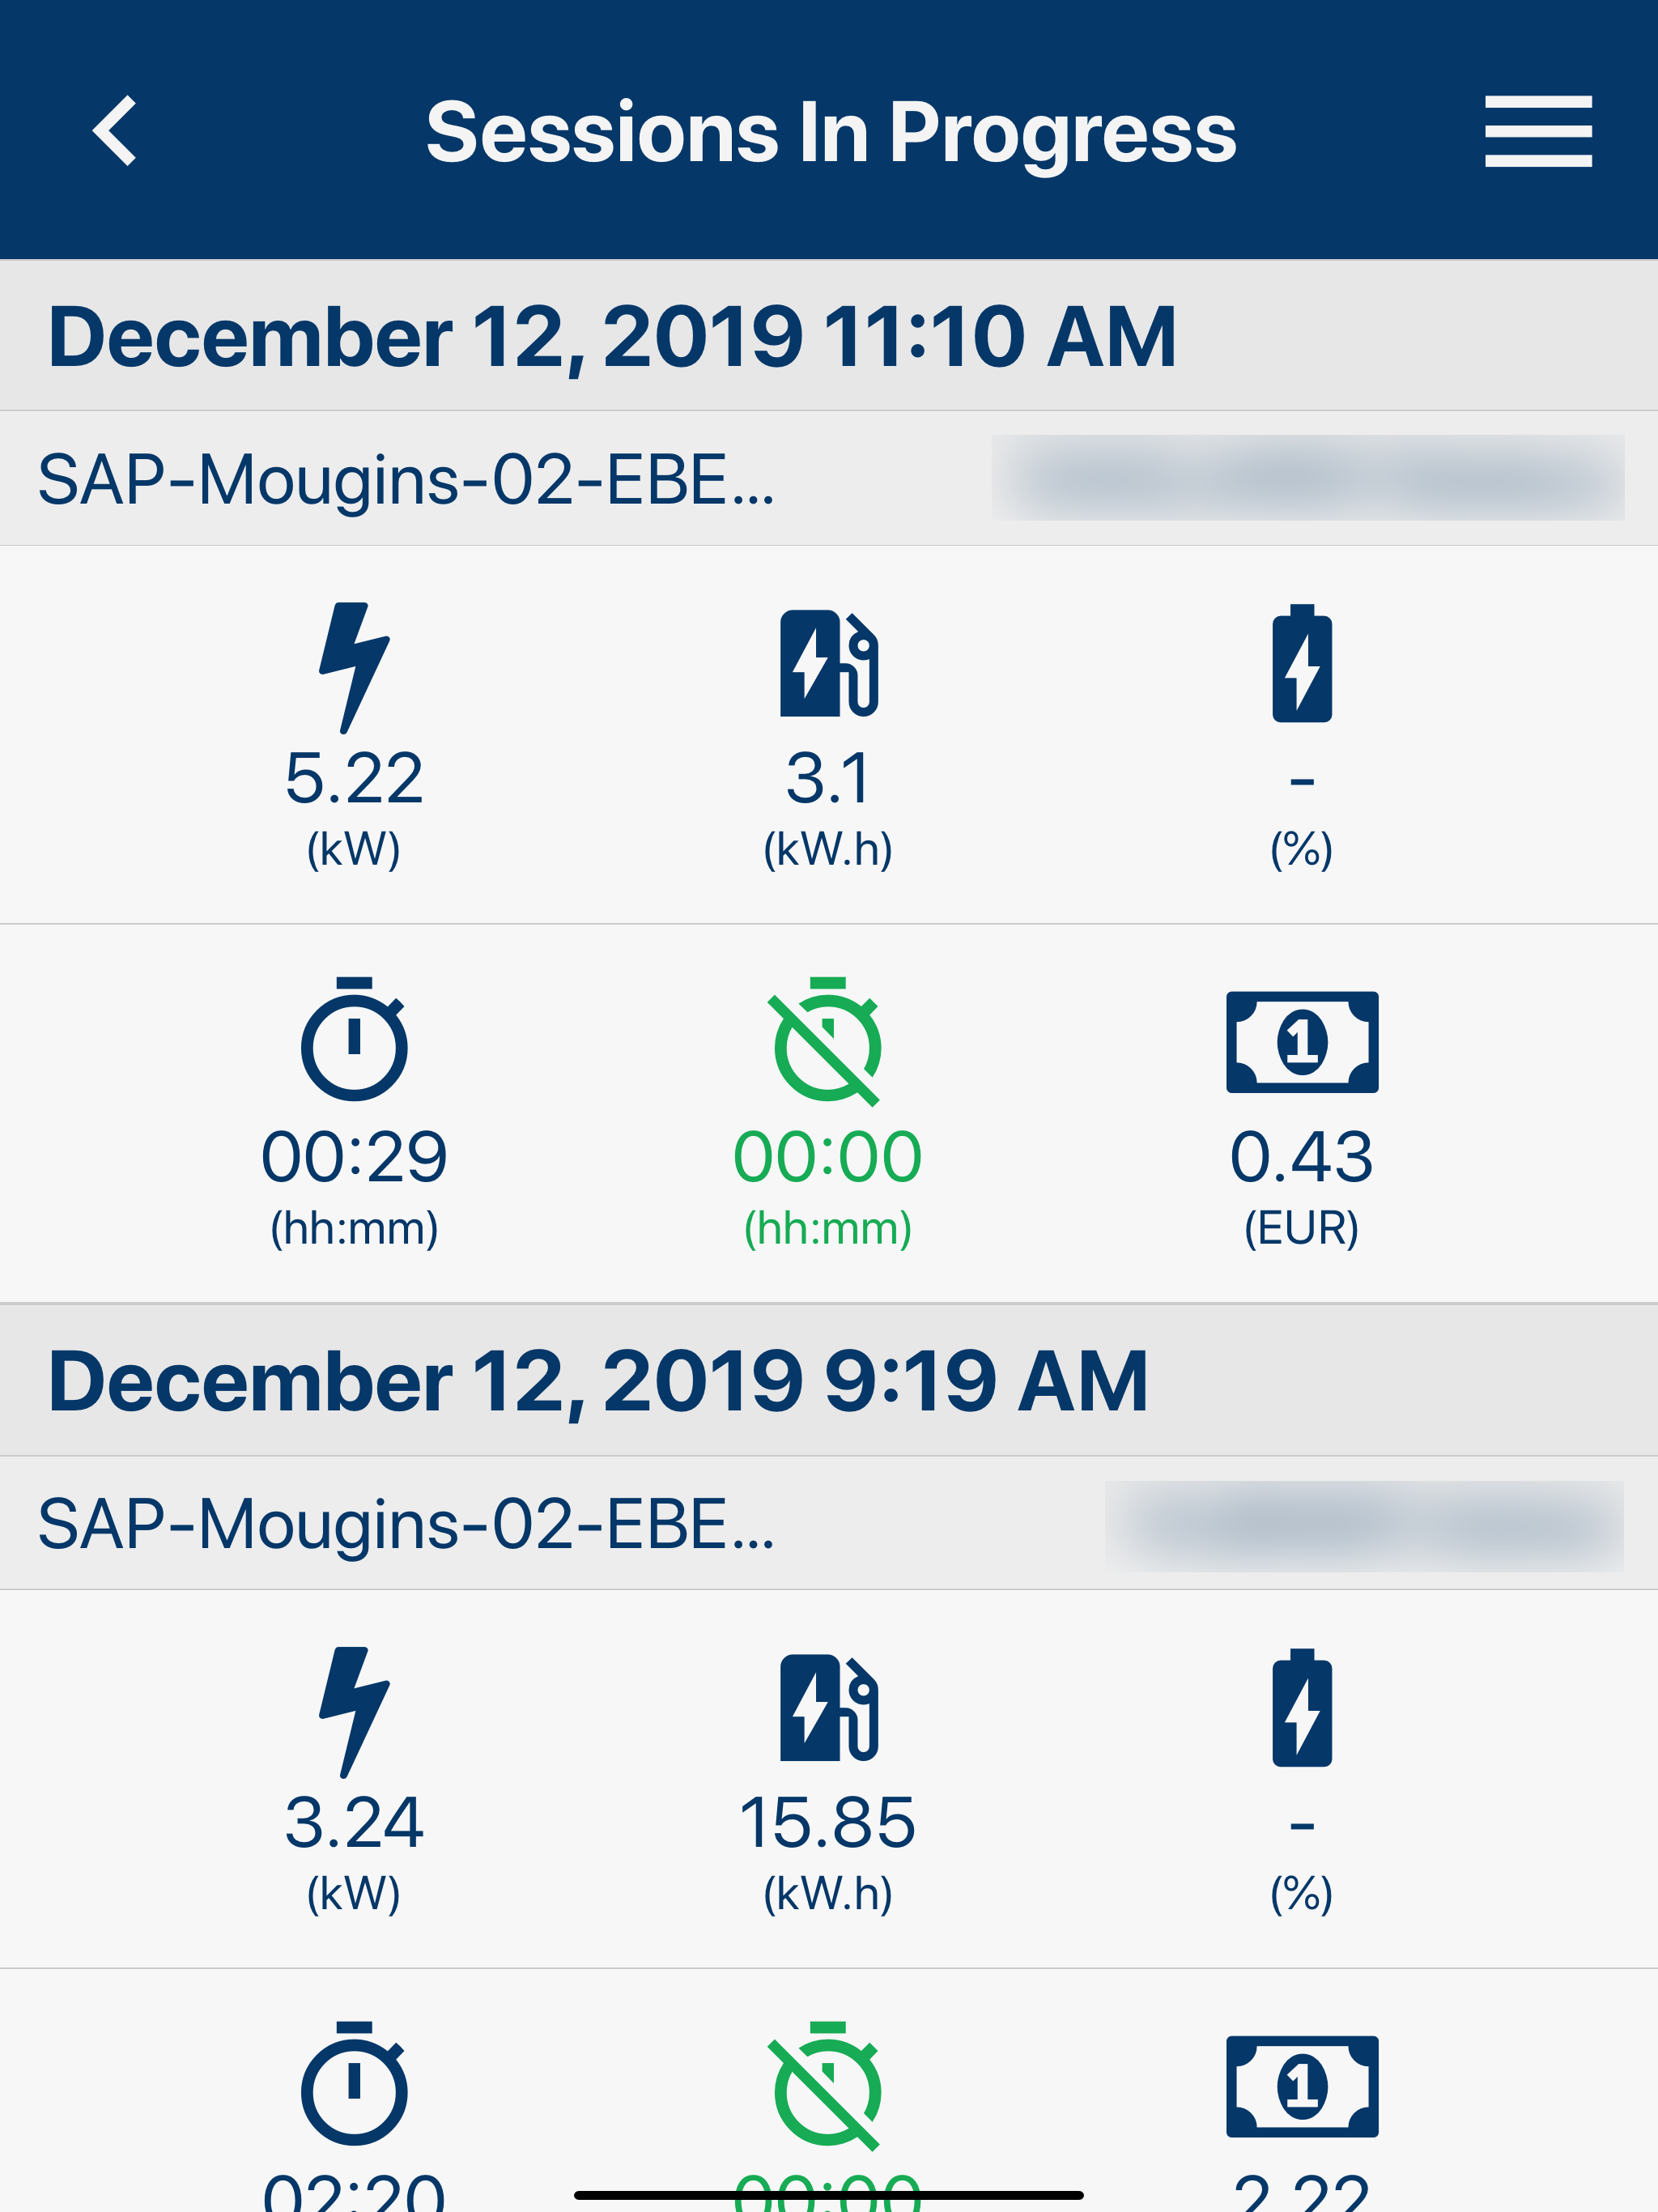 Sessions In Progress
December 12, 2019 11:10 AM
SAP-Mougins-02-EBE...
5.22 3.1 -
(kW) (kW.h) (%)
1
00:29 00:00 0.43
(hh:mm) (hh:mm) (EUR)
December 12, 2019 9:19 AM
SAP-Mougins-02-EBE...
3.24 15.85 -
(kW) (kW.h) (%)
1
02:20 00:00 2.22